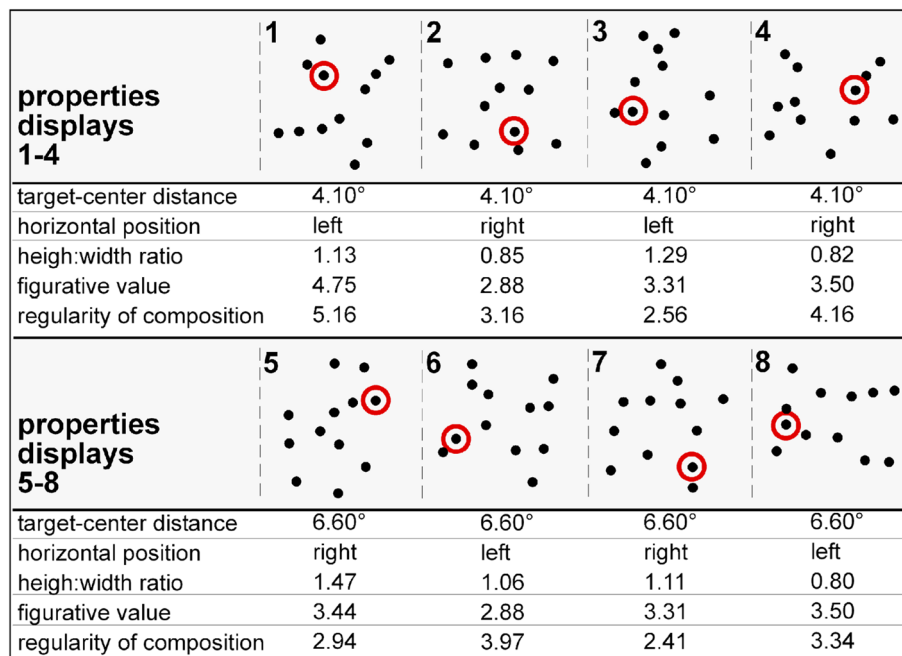 1 2 3 4
properties
displays
1-4
target-center distance 4.10° 4.10° 4.10° 4.10°
horizontal position left right left right
heigh:width ratio 1.13 0.85 1.29 0.82
figurative value 4.75 2.88 3.31 3.50
regularity of composition 5.16 3.16 2.56 4.16
5 6 7 8
properties
displays
5-8
target-center distance 6.60° 6.60° 6.60° 6.60°
horizontal position right left right left
heigh:width ratio 1.47 1.06 1.11 0.80
figurative value 3.44 2.88 3.31 3.50
regularity of composition 2.94 3.97 2.41 3.34